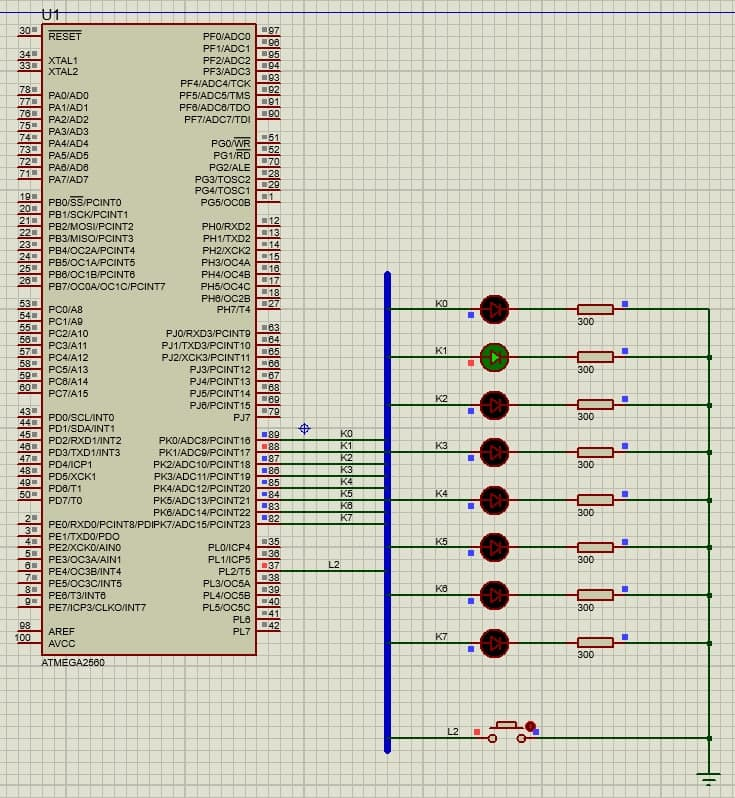 U1
30 RESET PF0/ADC0 97
PF1/ADC1 96
34 XTAL1 PF2/ADC2 95
33 XTAL2 PF3/ADC3 94
PF4/ADC4/TCK 93
78 PA0/AD0 PF5/ADC5/TMS 92
77 PA1/AD1 PF6/ADC6/TDO 91
76 PA2/AD2 PF7/ADC7/TDI 90
75 PA3/AD3
74 PA4/AD4 PG0/WR 51
73 PA5/AD5 PG1/RD 52
72 PA6/AD6 PG2/ALE 70
71 PA7/AD7 PG3/TOSC2 28
PG4/TOSC1 29
19 PB0/SS/PCINT0 PG5/OC0B 1
20 PB1/SCK/PCINT1
21 PB2/MOSI/PCINT2 PH0/RXD2 12
22 PB3/MISO/PCINT3 PH1/TXD2 13
23 PB4/OC2A/PCINT4 PH2/XCK2 14
24 PB5/OC1A/PCINT5 PH3/OC4A 15
25 PB6/OC1B/PCINT6 PH4/OC4B 16
26 PB7/OC0A/OC1C/PCINT7 PH5/OC4C 17
PH6/OC2B 18
53 PC0/A8 PH7/T4 27
54 PC1/A9
55 PC2/A10 PJ0/RXD3/PCINT9 63
56 PC3/A11 PJ1/TXD3/PCINT10 64
57 PC4/A12 PJ2/XCK3/PCINT11 65
58 PC5/A13 PJ3/PCINT12 66
59 PC6/A14 PJ4/PCINT13 67
60 PC7/A15 PJ5/PCINT14 68
PJ6/PCINT15 69
43 PD0/SCL/INT0 PJ7 79
44 PD1/SDA/INT1
45 PD2/RXD1/INT2 PK0/ADC8/PCINT16 89 K0
46 PD3/TXD1/INT3 PK1/ADC9/PCINT17 88 K1
47 PD4/ICP1 PK2/ADC10/PCINT18 87 K2
48 PD5/XCK1 PK3/ADC11/PCINT19 86 K3
49 PD6/T1 PK4/ADC12/PCINT20 85 K4
50 PD7/T0 PK5/ADC13/PCINT21 84 K5
PK6/ADC14/PCINT22 83 K6
2 PE0/RXD0/PCINT8/PDIPK7/ADC15/PCINT23 82 K7
3 PE1/TXD0/PDO
4 PE2/XCK0/AIN0 PL0/ICP4 35
5 PE3/OC3A/AIN1 PL1/ICP5 36
6 PE4/OC3B/INT4 PL2/T5 37 L2
7 PE5/OC3C/INT5 PL3/OC5A 38
8 PE6/T3/INT6 PL4/OC5B 39
9 PE7/ICP3/CLKO/INT7 PL5/OC5C 40
PL6 41
98 AREF PL7 42
100 AVCC
ATMEGA2560
K0
300
K1
300
K2
300
K3
300
K4
300
K5
300
K6
300
K7
300
L2